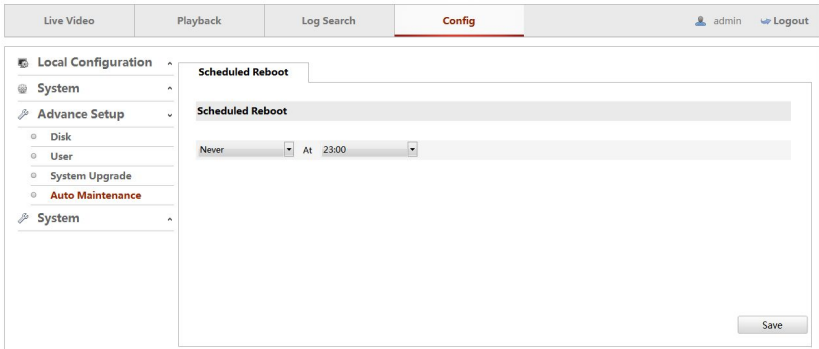 Live Video Playback Log Search Config admin Logout
Local Configuration
System
Advance Setup
Disk
User
System Upgrade
Auto Maintenance
System
Scheduled Reboot
Scheduled Reboot
Never At 23:00
Save